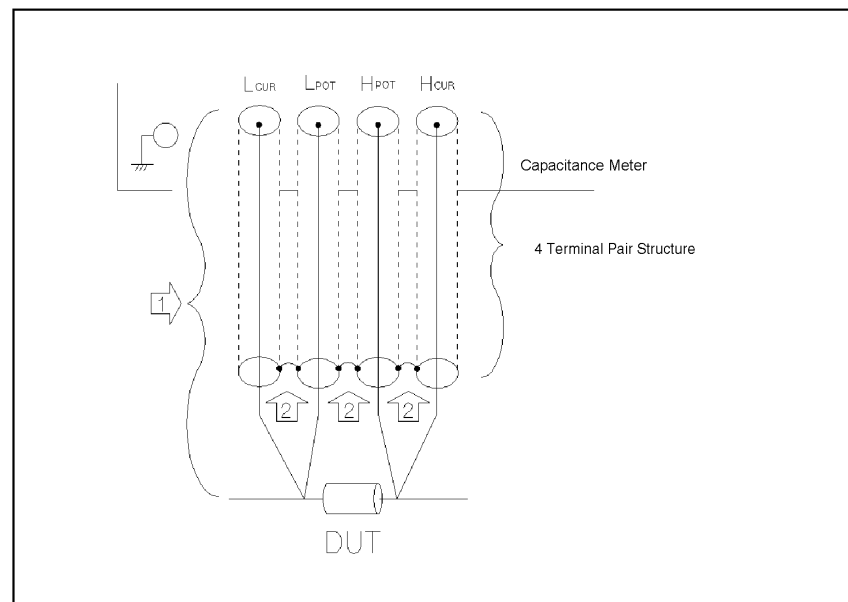 LCUR LPOT HPOT HCUR
Capacitance Meter
4 Terminal Pair Structure
1
2 2 2
DUT